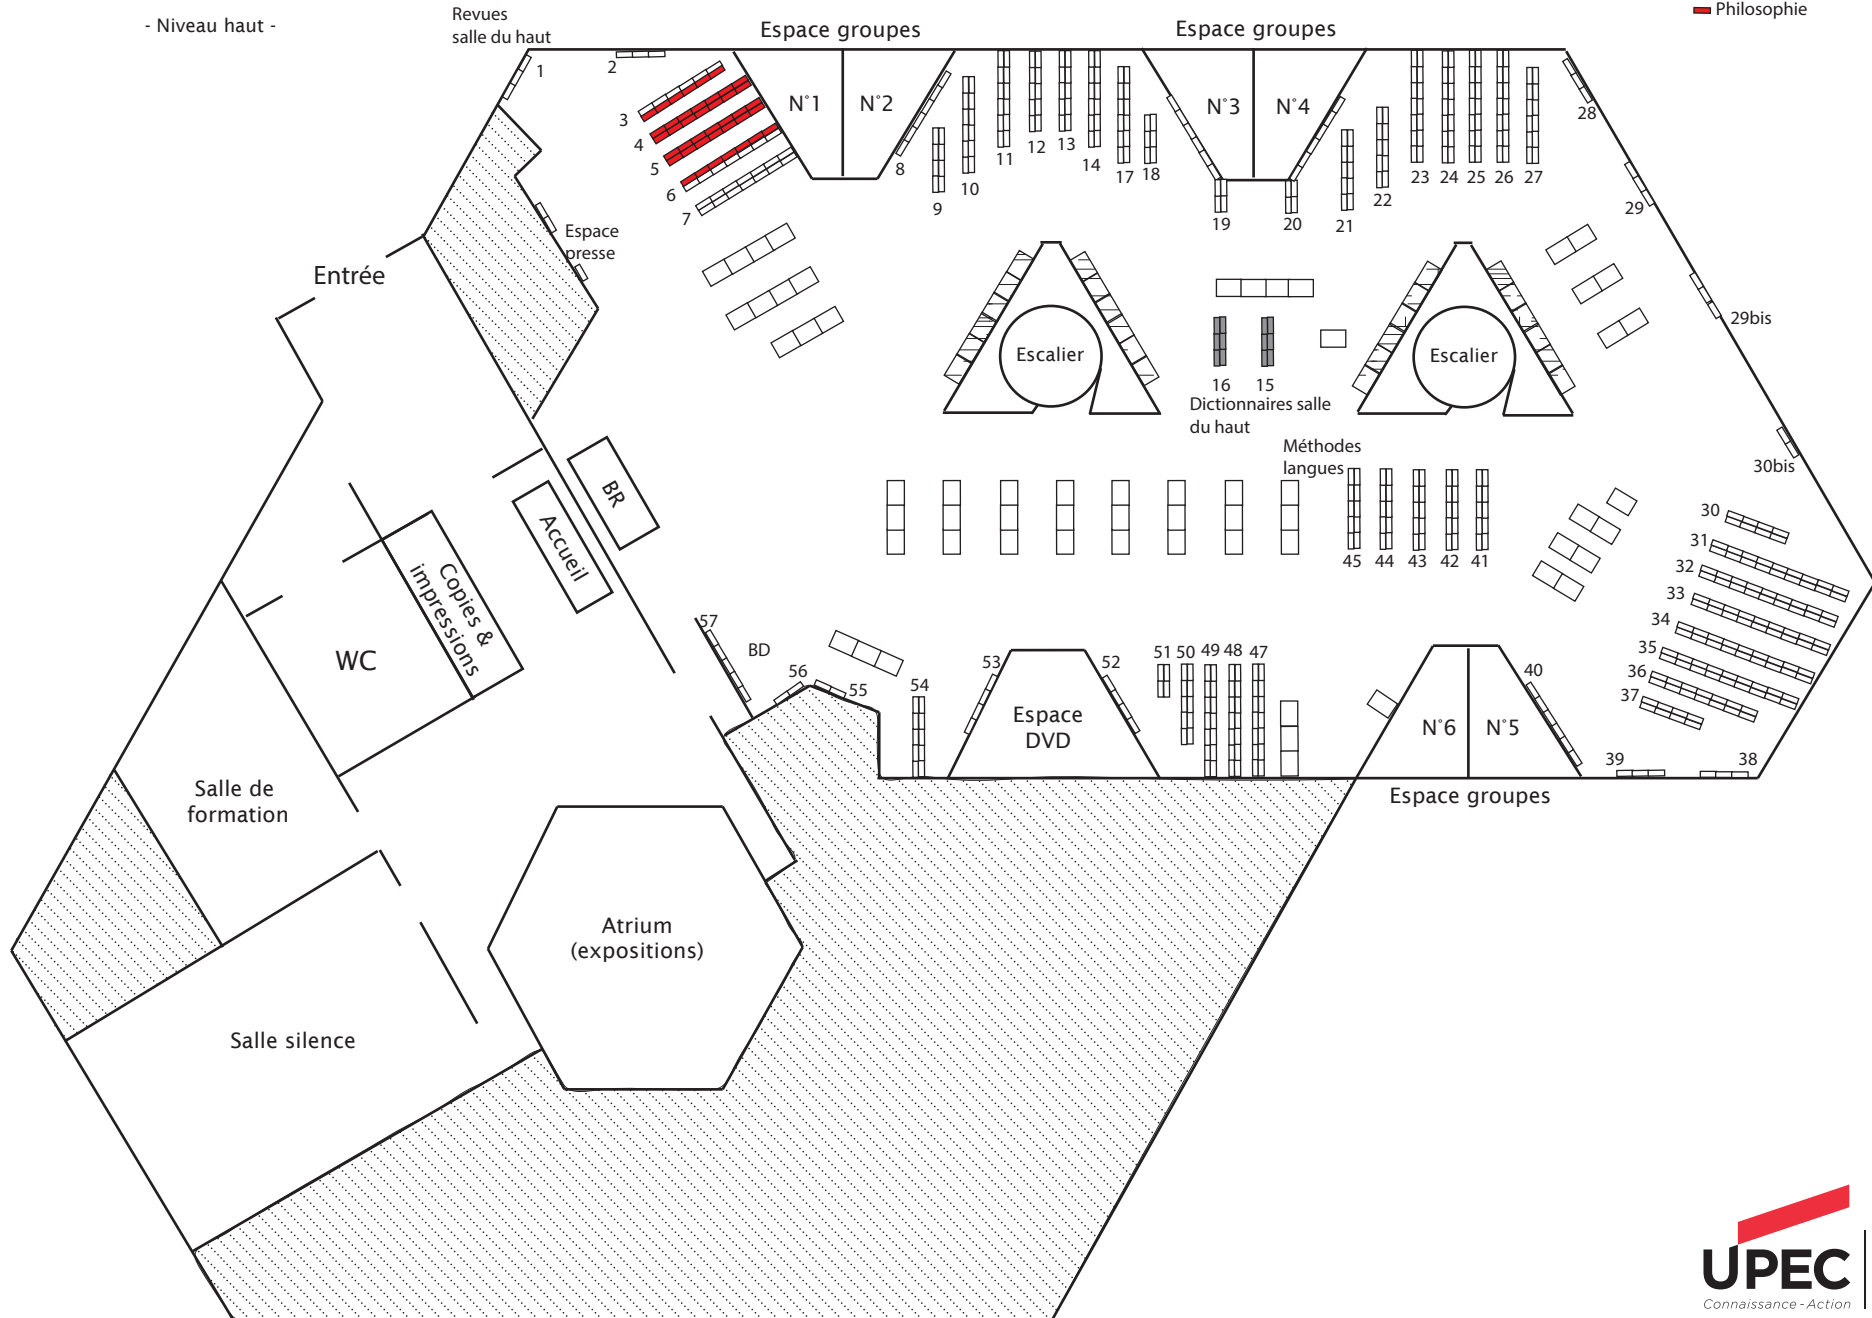 - Niveau haut -
Revues
salle du haut
Espace groupes
Espace groupes
Philosophie
1
2
3
4
5
6
7
N°1
N°2
8
9
10
11
12
13
14
17
18
N°3
N°4
19
20
21
22
23
24
25
26
27
28
29
29bis
30bis
Espace
presse
Entrée
Escalier
16
15
Dictionnaires salle
du haut
Escalier
Méthodes
langues
45
44
43
42
41
30
31
32
33
34
35
36
37
38
39
40
BR
Accueil
Copies &
impressions
WC
57
BD
56
55
54
53
Espace
DVD
52
51
50
49
48
47
N°6
N°5
Espace groupes
Salle de
formation
Atrium
(expositions)
Salle silence
UPEC
Connaissance - Action